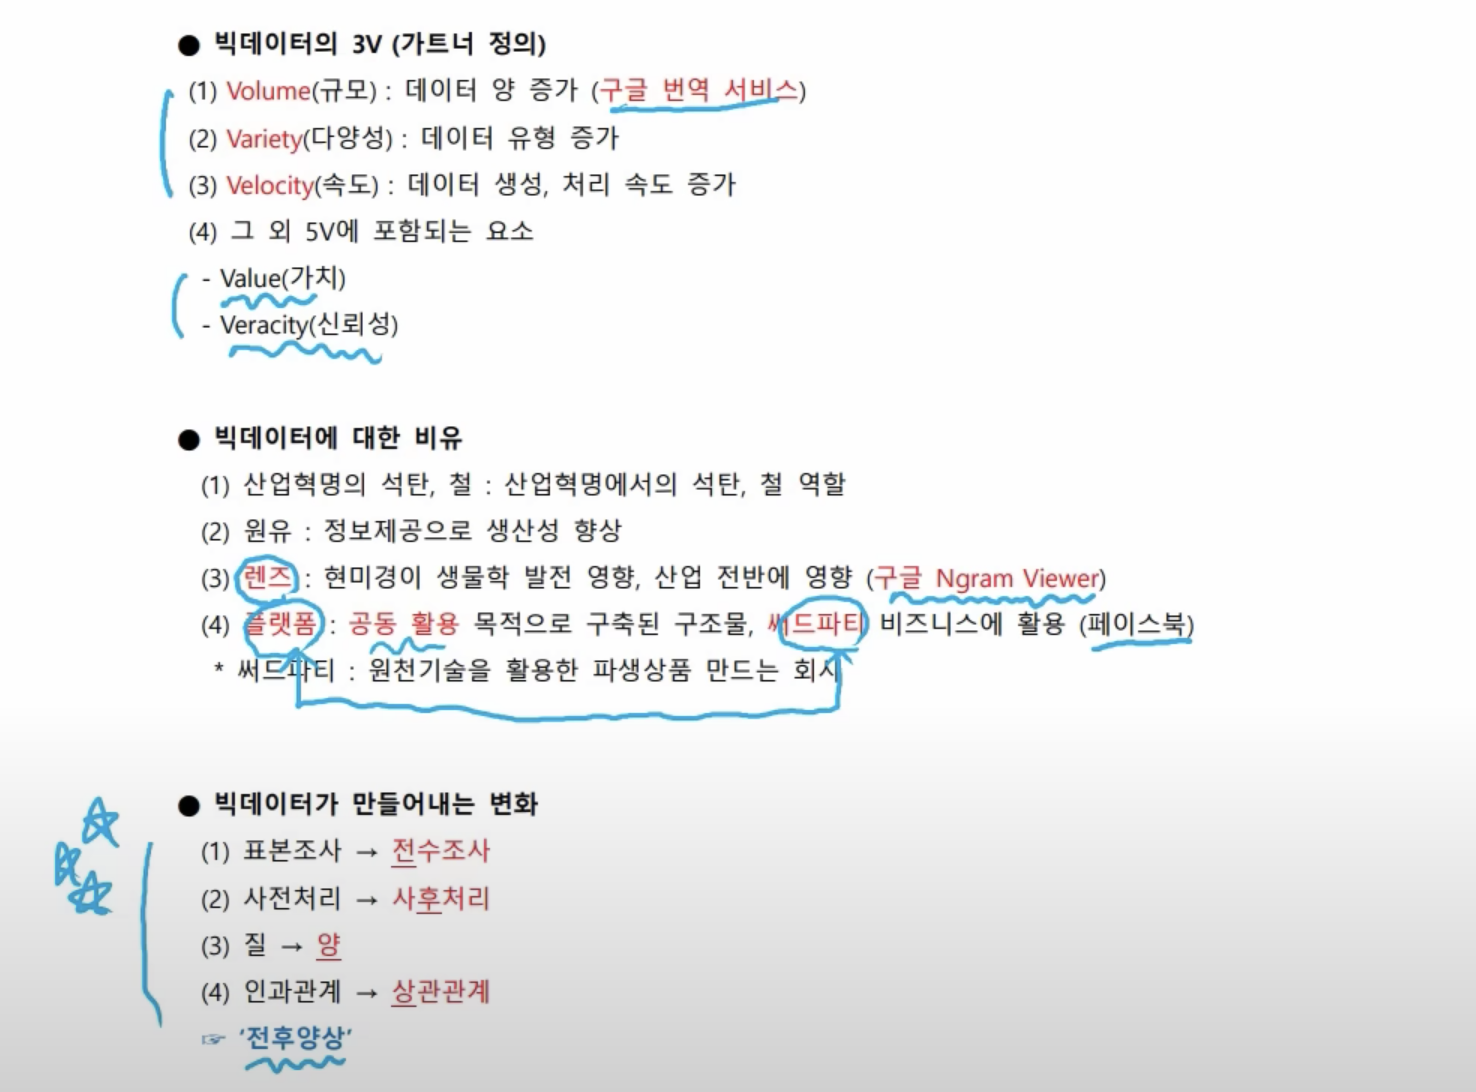 ● 빅데이터의 3V (가트너 정의)
(1) Volume(규모) : 데이터 양 증가 (구글 번역 서비스)
(2) Variety(다양성) : 데이터 유형 증가
(3) Velocity(속도) : 데이터 생성, 처리 속도 증가
(4) 그 외 5V에 포함되는 요소
- Value(가치)
- Veracity(신뢰성)
● 빅데이터에 대한 비유
(1) 산업혁명의 석탄, 철 : 산업혁명에서의 석탄, 철 역할
(2) 원유 : 정보제공으로 생산성 향상
(3) 렌즈 : 현미경이 생물학 발전 영향, 산업 전반에 영향 (구글 Ngram Viewer)
(4) 플랫폼 : 공동 활용 목적으로 구축된 구조물, 써드파티 비즈니스에 활용 (페이스북)
* 써드파티 : 원천기술을 활용한 파생상품 만드는 회사
● 빅데이터가 만들어내는 변화
(1) 표본조사 → 전수조사
(2) 사전처리 → 사후처리
(3) 질 → 양
(4) 인과관계 → 상관관계
☞ '전후양상'